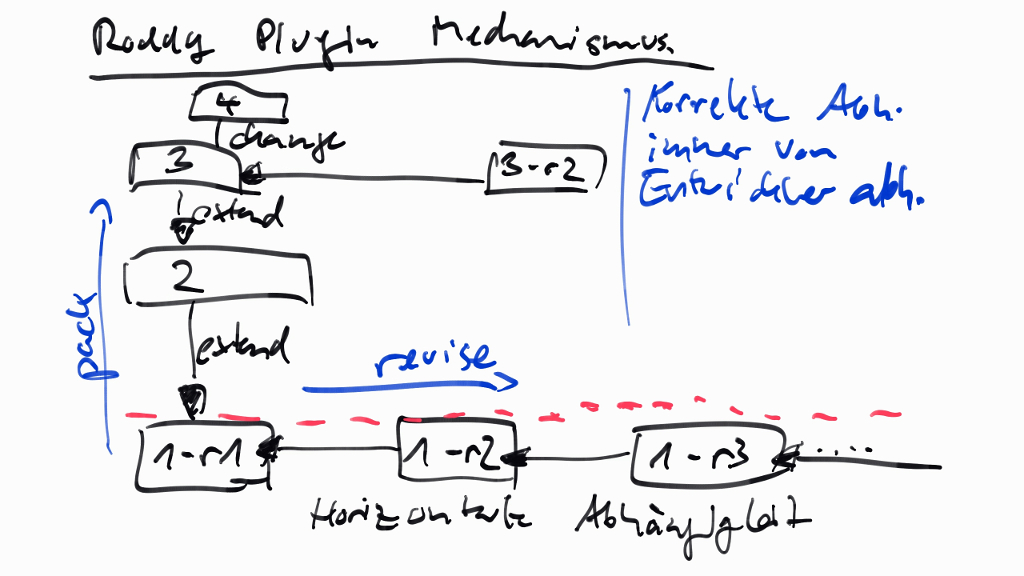 Roddy Plugin Mechanismus.
4
change
3
3-r2
extend
2
extend
pack
revise
1-r1
1-r2
1-r3
....
Horizontale Abhängigkeit
Korrekte Abh.
immer von
Entwickler abh.